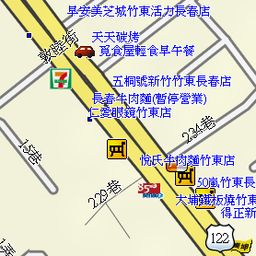 早安美芝城竹東活力長春店
天天碳烤
敦睦街
覓食屋輕食早午餐
7
五桐號新竹竹東長春店
長春牛肉麵(暫停營業)
仁愛眼鏡竹東店
234巷
15巷
悅氏牛肉麵竹東店
229巷
50嵐竹東長
大埔鐵板燒竹東
得正新
122